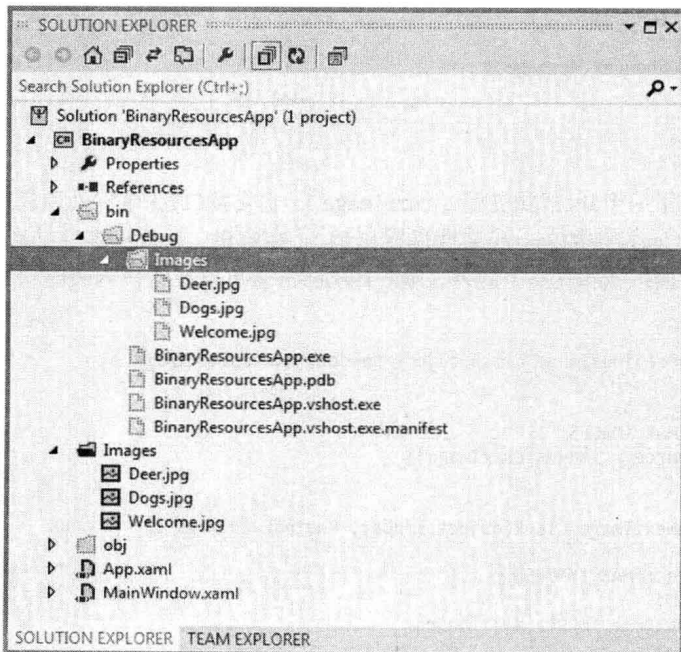 SOLUTION EXPLORER
Search Solution Explorer (Ctrl+;)
Solution 'BinaryResourcesApp' (1 project)
C# BinaryResourcesApp
Properties
References
bin
Debug
Images
Deer.jpg
Dogs.jpg
Welcome.jpg
BinaryResourcesApp.exe
BinaryResourcesApp.pdb
BinaryResourcesApp.vshost.exe
BinaryResourcesApp.vshost.exe.manifest
Images
Deer.jpg
Dogs.jpg
Welcome.jpg
obj
App.xaml
MainWindow.xaml
SOLUTION EXPLORER TEAM EXPLORER